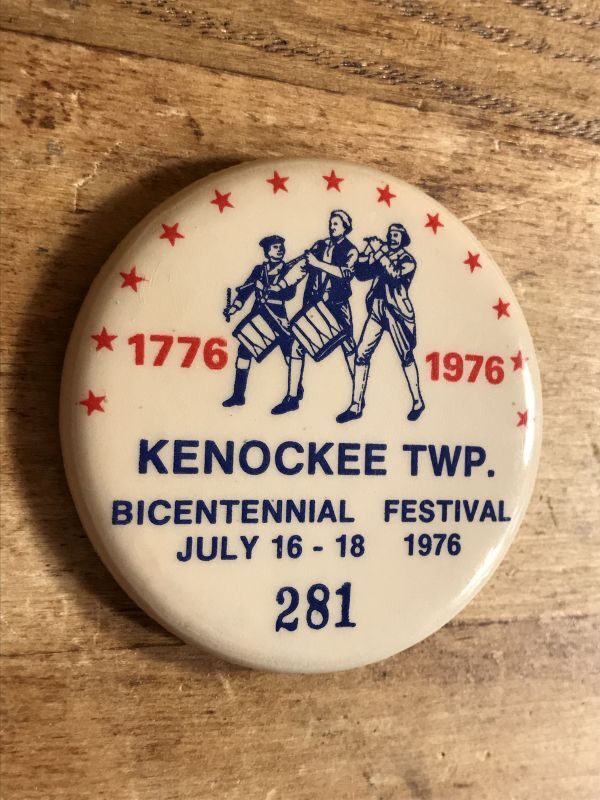 1776 1976
KENOCKEE TWP.
BICENTENNIAL FESTIVAL
JULY 16 - 18 1976
281